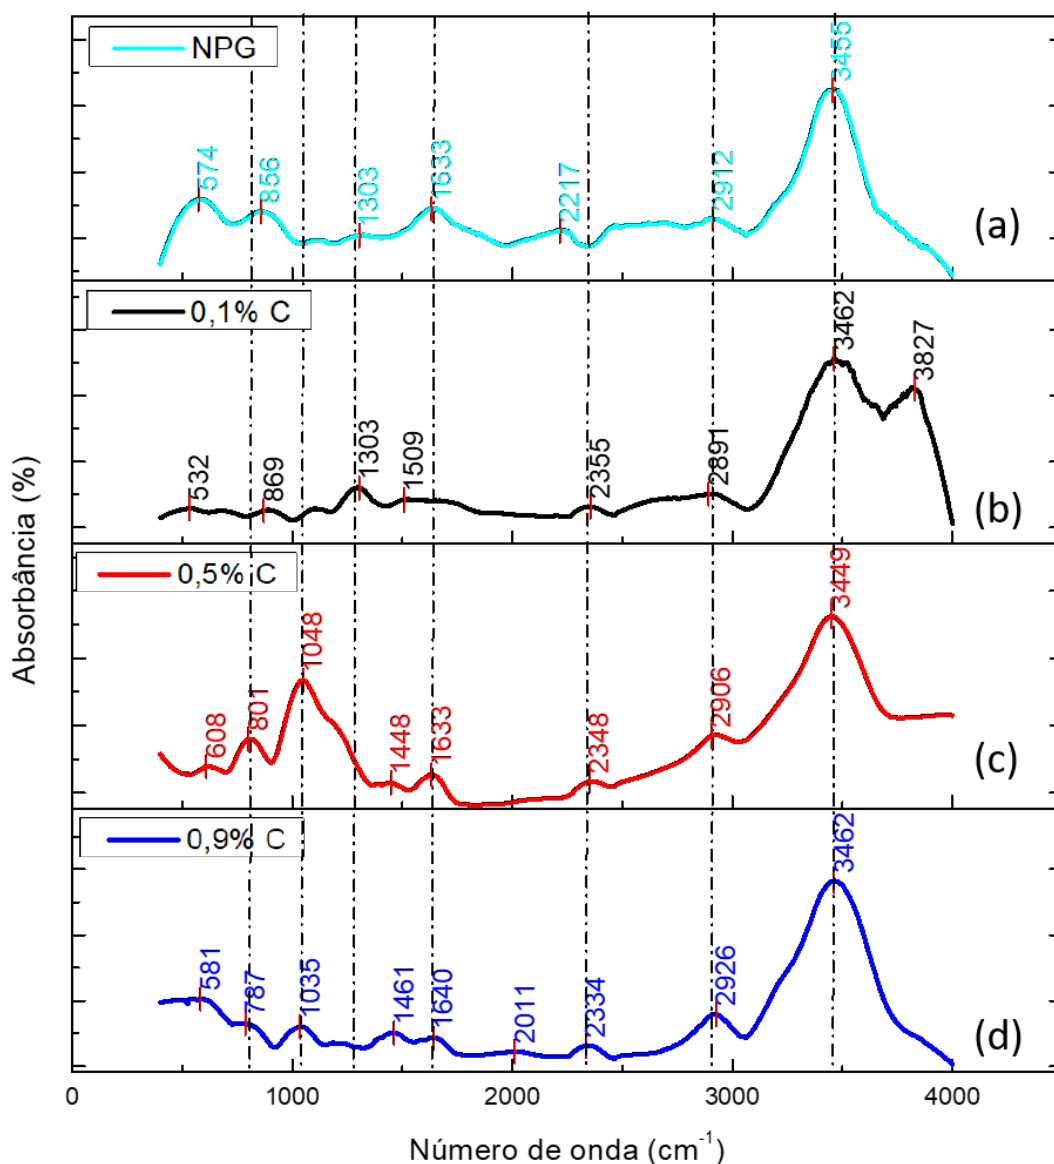 NPG
574
856
1303
1633
2217
2912
3455
(a)
0,1% C
532
869
1303
1509
2355
2891
3462
3827
(b)
0,5% C
608
801
1048
1448
1633
2348
2906
3449
(c)
0,9% C
581
787
1035
1461
1640
2011
2334
2926
3462
(d)
Absorbância (%)
0 1000 2000 3000 4000
Número de onda (cm⁻¹)